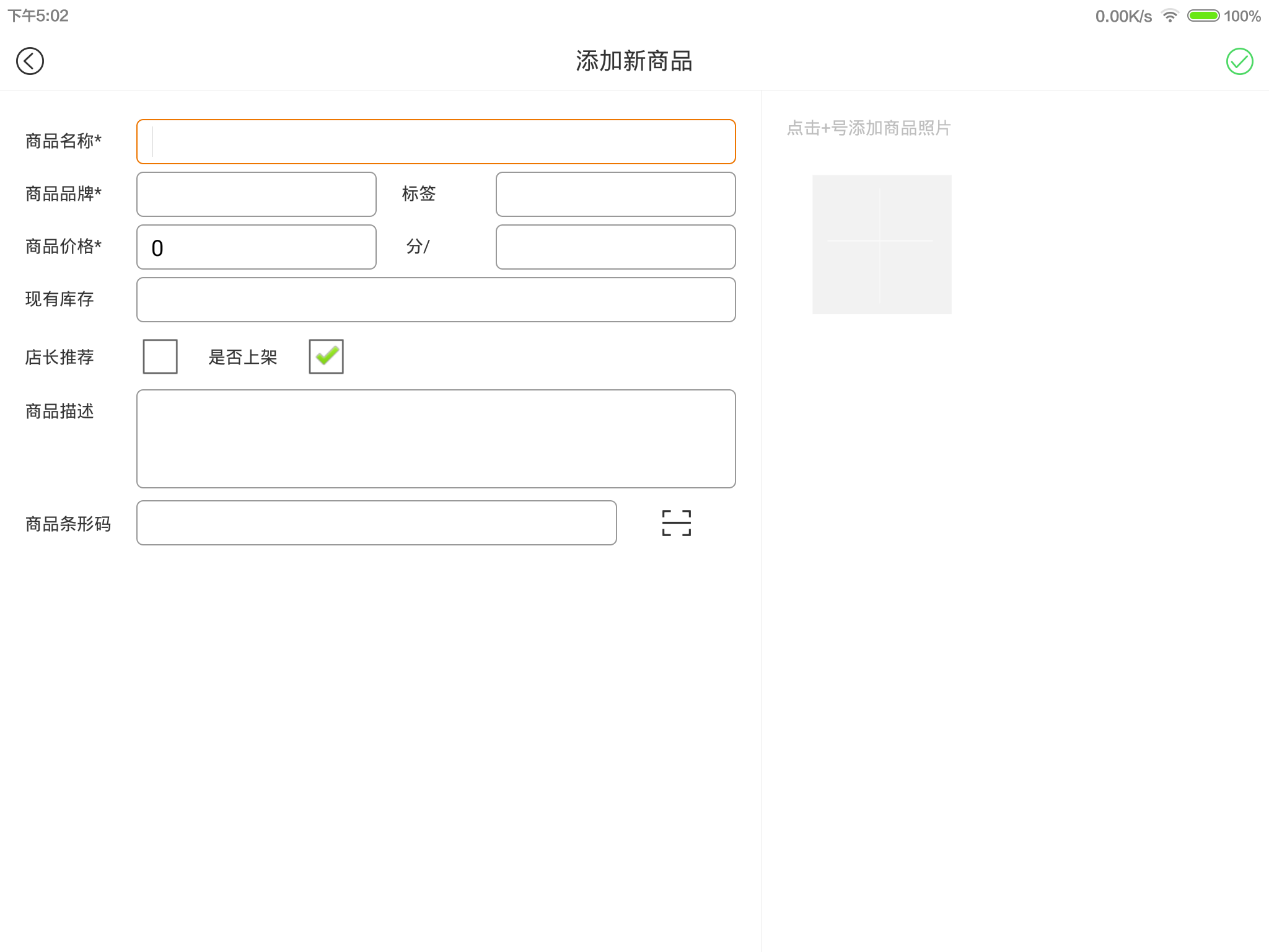 下午5:02 0.00K/s 100%
添加新商品
商品名称*
点击+号添加商品照片
商品品牌* 标签
商品价格* 0 分/
现有库存
店长推荐 是否上架
商品描述
商品条形码